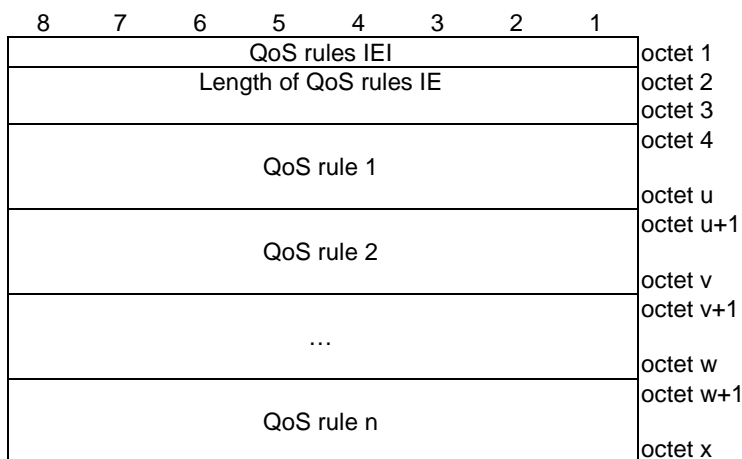 8 7 6 5 4 3 2 1
QoS rules IEI octet 1
Length of QoS rules IE octet 2
octet 3
octet 4
QoS rule 1
octet u
octet u+1
QoS rule 2
octet v
octet v+1
…
octet w
octet w+1
QoS rule n
octet x